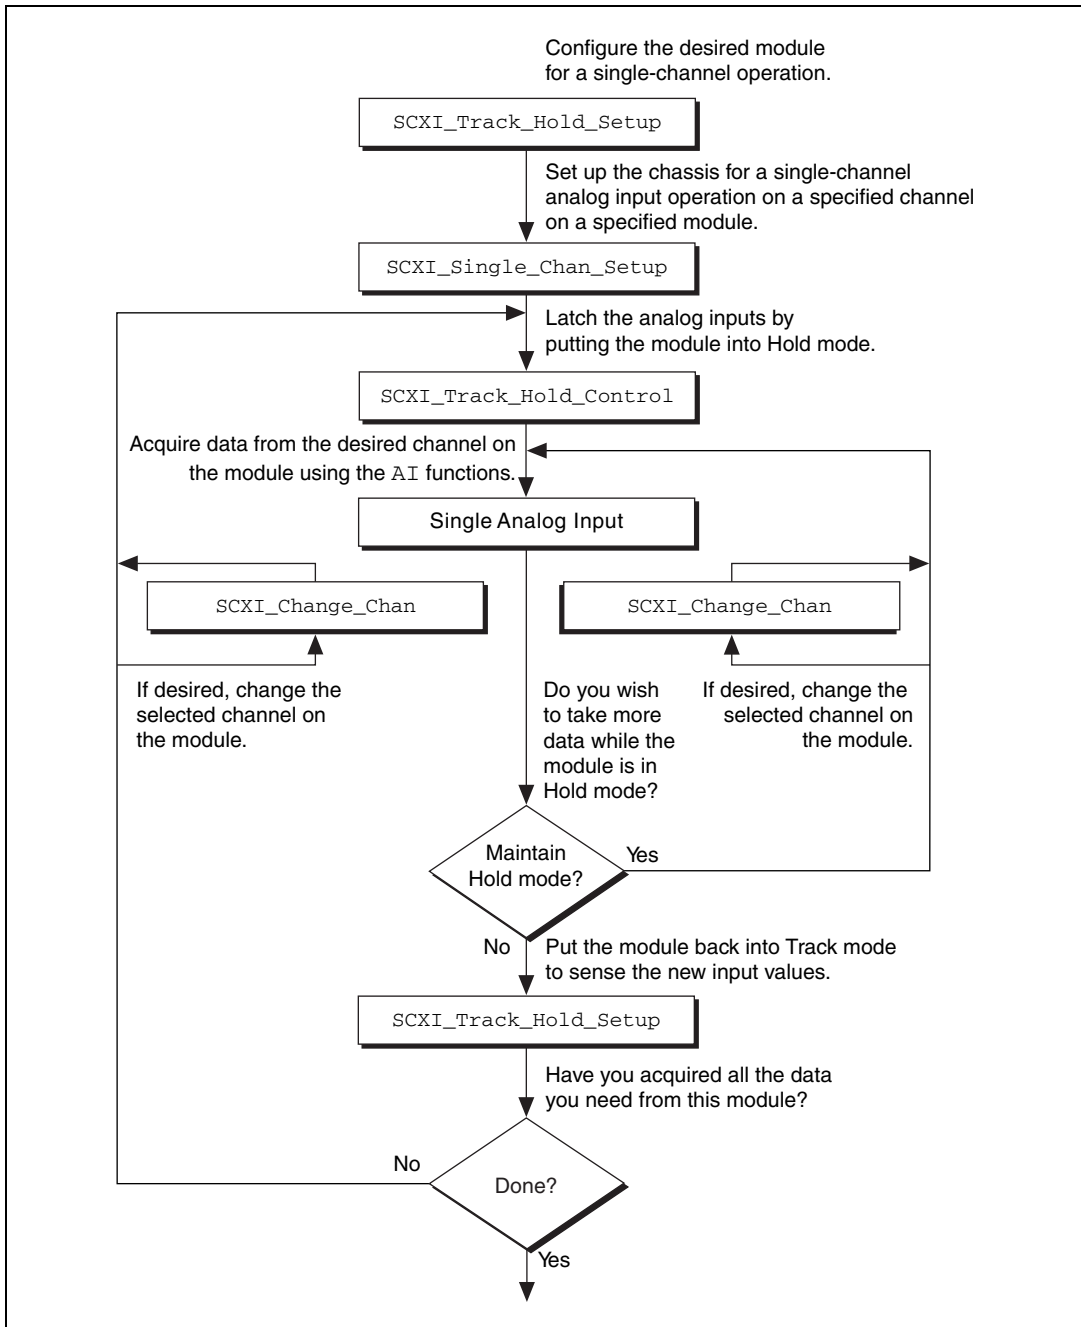 Configure the desired module
for a single-channel operation.
SCXI_Track_Hold_Setup
Set up the chassis for a single-channel
analog input operation on a specified channel
on a specified module.
SCXI_Single_Chan_Setup
Latch the analog inputs by
putting the module into Hold mode.
SCXI_Track_Hold_Control
Acquire data from the desired channel on
the module using the AI functions.
Single Analog Input
SCXI_Change_Chan
SCXI_Change_Chan
If desired, change the
selected channel on
the module.
Do you wish
to take more
data while the
module is in
Hold mode?
If desired, change the
selected channel on
the module.
Maintain
Hold mode?
Yes
No
Put the module back into Track mode
to sense the new input values.
SCXI_Track_Hold_Setup
Have you acquired all the data
you need from this module?
No
Done?
Yes